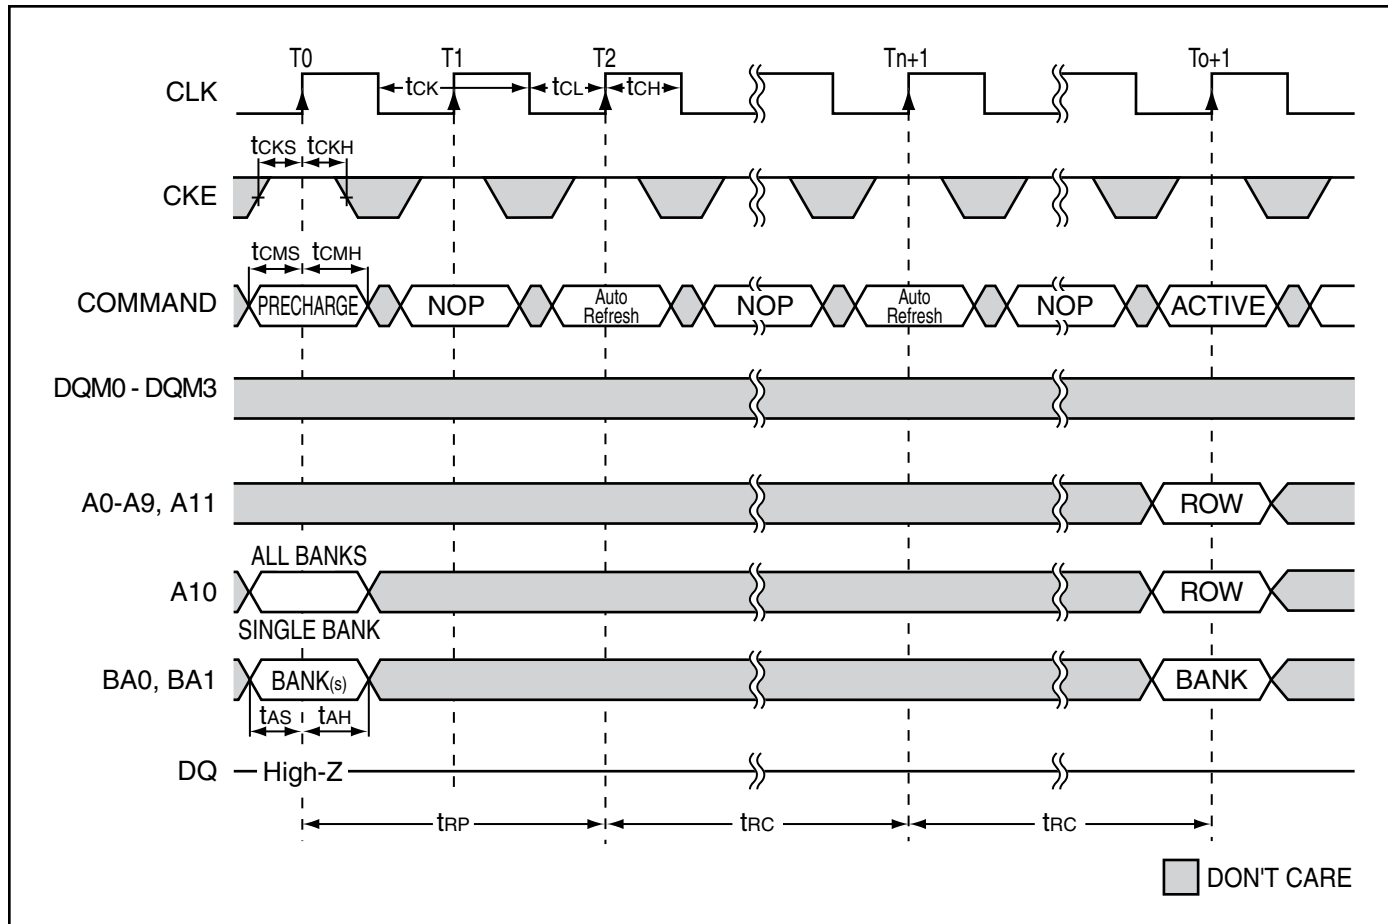 T0 T1 T2 Tn+1 To+1
CLK tCK tCL tCH
tCKS tCKH
CKE
tCMS tCMH
COMMAND PRECHARGE NOP Auto Refresh NOP Auto Refresh NOP ACTIVE
DQM0 - DQM3
A0-A9, A11 ROW
ALL BANKS
A10 ROW
SINGLE BANK
BA0, BA1 BANK(s) BANK
tAS tAH
DQ High-Z
tRP tRC tRC
DON'T CARE